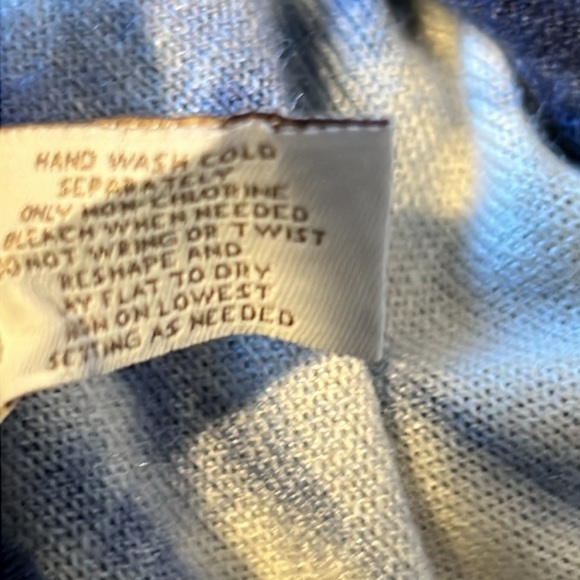 HAND WASH COLD
SEPARATELY
ONLY NON-CHLORINE
BLEACH WHEN NEEDED
DO NOT WRING OR TWIST
RESHAPE AND
LAY FLAT TO DRY
IRON ON LOWEST
SETTING AS NEEDED